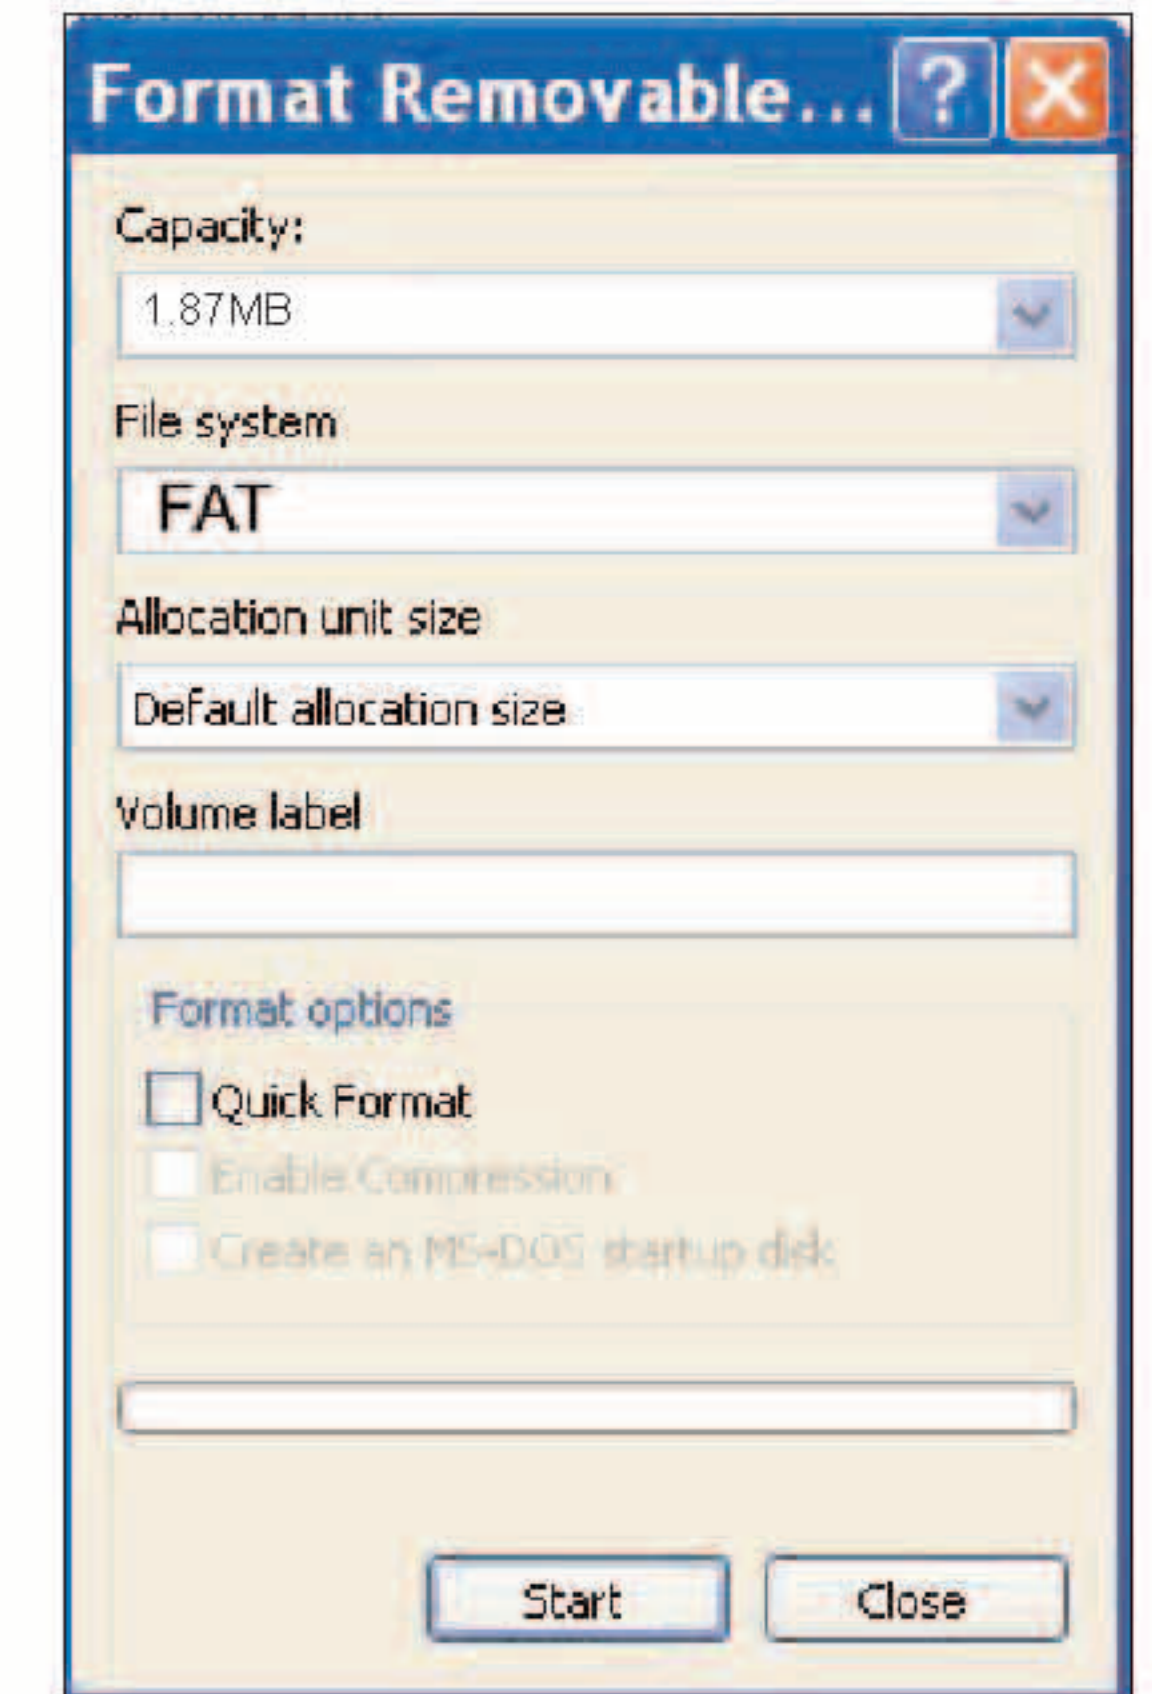 Format Removable...
Capacity:
1.87MB
File system
FAT
Allocation unit size
Default allocation size
Volume label
Format options
Quick Format
Enable Compression
Create an MS-DOS startup disk
Start
Close